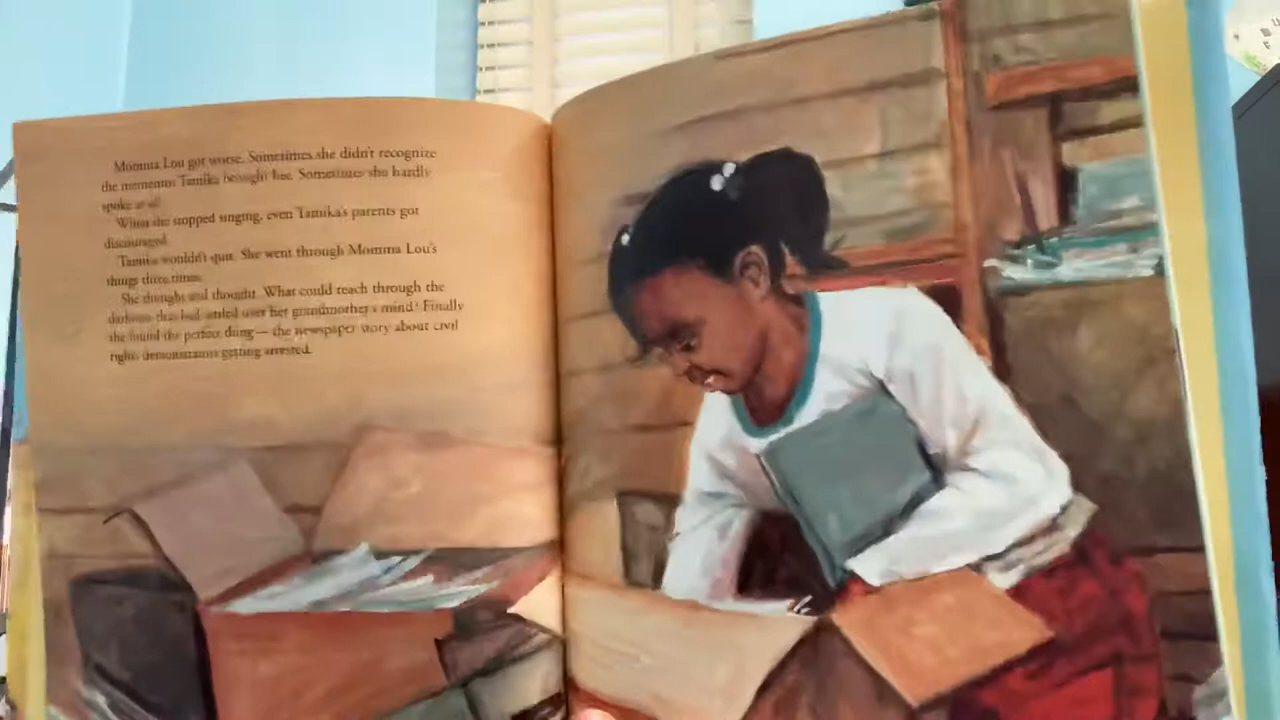 Momma Lou got worse. Sometimes she didn't recognize
the mementos Tamika brought her. Sometimes she hardly
spoke at all.
When she stopped singing, even Tamika's parents got
discouraged.
Tamika wouldn't quit. She went through Momma Lou's
things three times.
She thought and thought. What could reach through the
darkness that had settled over her grandmother's mind? Finally
she found the perfect thing— the newspaper story about civil
rights demonstrators getting arrested.